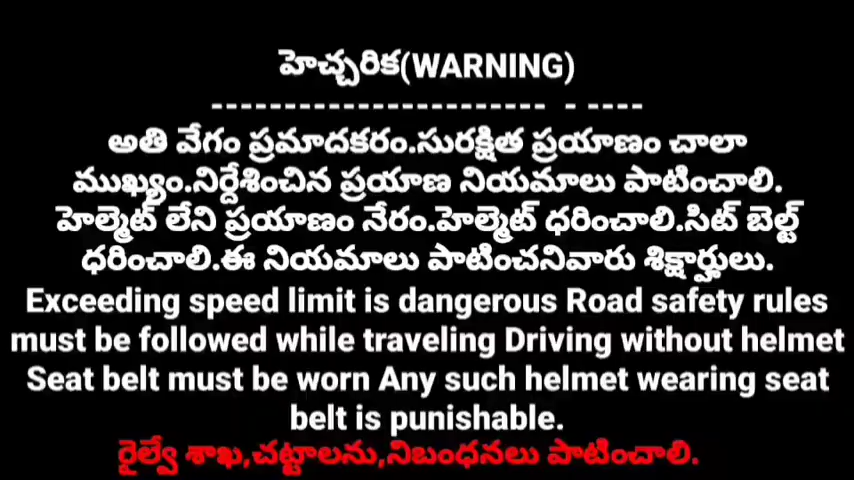 హెచ్చరిక(WARNING)
----------------------- - ----
అతి వేగం ప్రమాదకరం.సురక్షిత ప్రయాణం చాలా
ముఖ్యం.నిర్దేశించిన ప్రయాణ నియమాలు పాటించాలి.
హెల్మెట్ లేని ప్రయాణం నేరం.హెల్మెట్ ధరించాలి.సిట్ బెల్ట్
ధరించాలి.ఈ నియమాలు పాటించనివారు శిక్షార్హులు.
Exceeding speed limit is dangerous Road safety rules
must be followed while traveling Driving without helmet
Seat belt must be worn Any such helmet wearing seat
belt is punishable.
రైల్వే శాఖ,చట్టాలను,నిబంధనలు పాటించాలి.